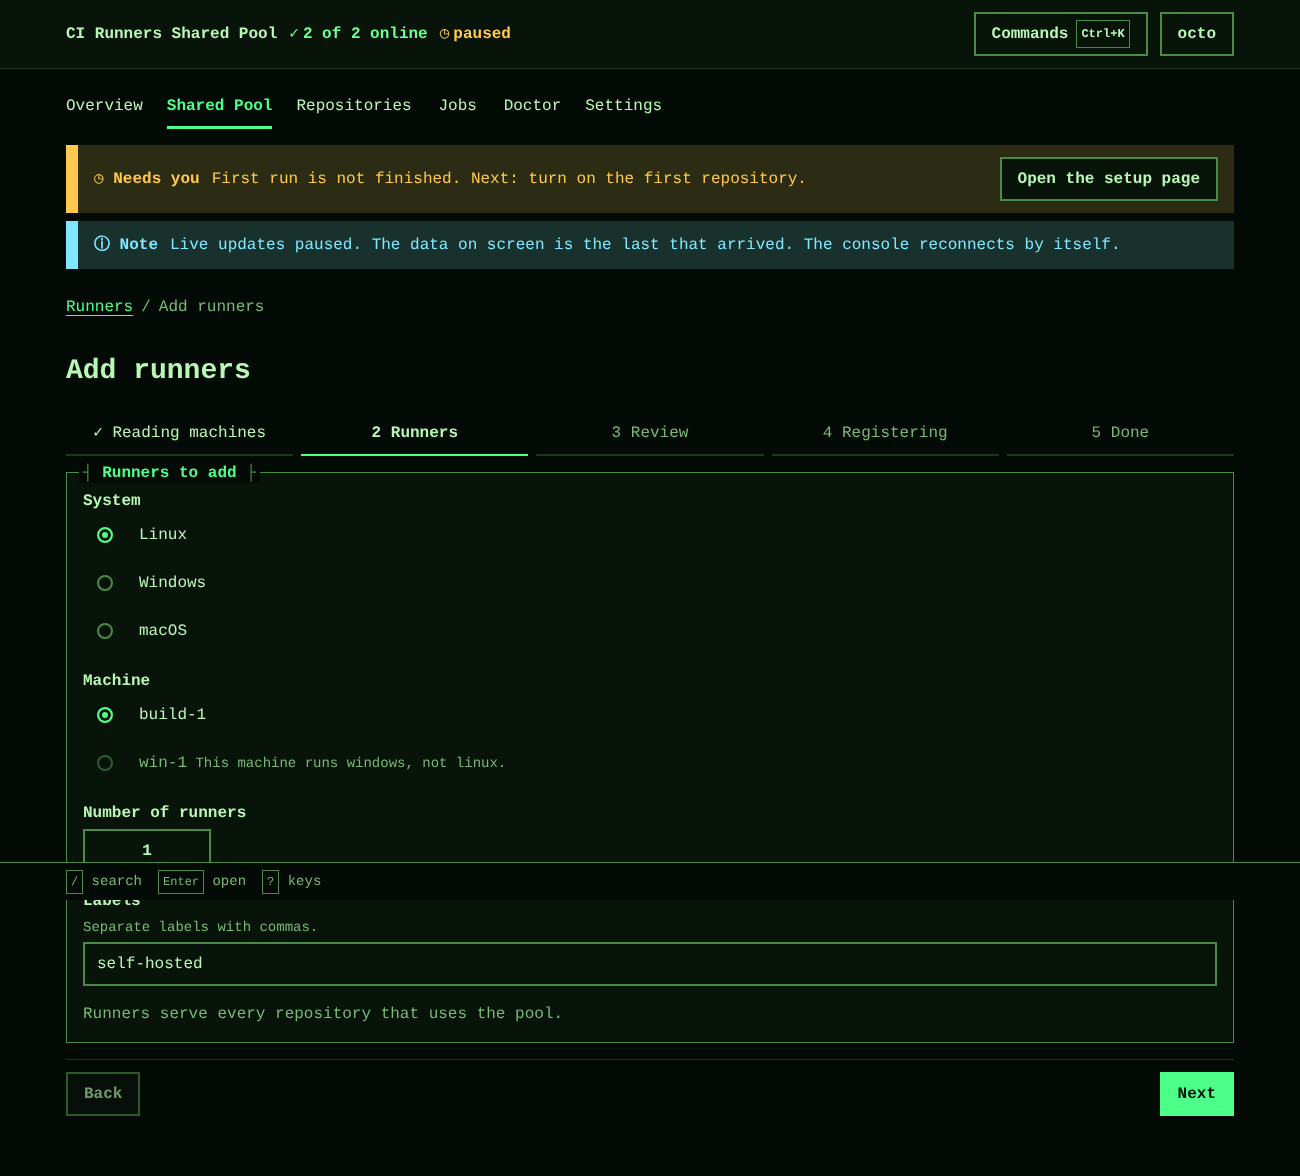 CI Runners Shared Pool ✓ 2 of 2 online ◷ paused Commands Ctrl+K octo
Overview Shared Pool Repositories Jobs Doctor Settings
◷ Needs you First run is not finished. Next: turn on the first repository. Open the setup page
ⓘ Note Live updates paused. The data on screen is the last that arrived. The console reconnects by itself.
Runners / Add runners
Add runners
✓ Reading machines 2 Runners 3 Review 4 Registering 5 Done
Runners to add
System
Linux
Windows
macOS
Machine
build-1
win-1 This machine runs windows, not linux.
Number of runners
1
/ search Enter open ? keys
Labels
Separate labels with commas.
self-hosted
Runners serve every repository that uses the pool.
Back Next